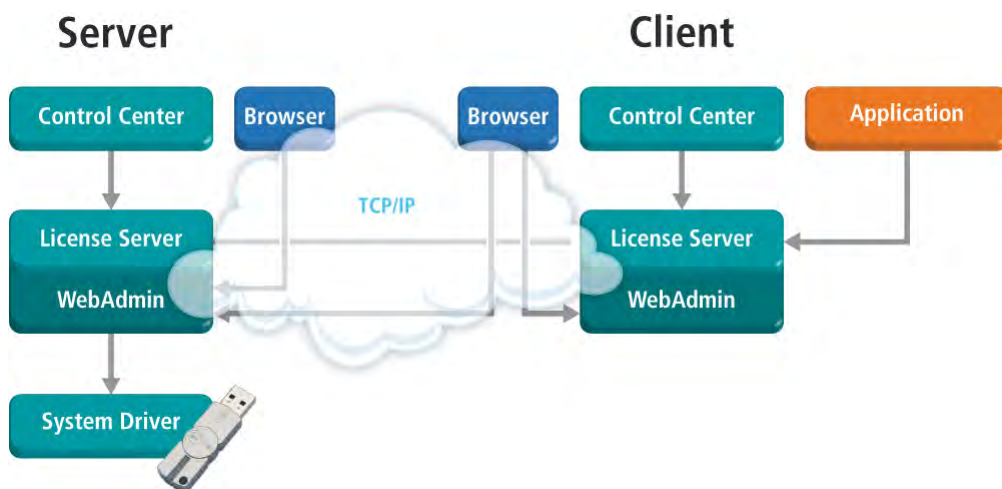 Server
Client
Control Center
Browser
Browser
Control Center
Application
TCP/IP
License Server
License Server
WebAdmin
WebAdmin
System Driver